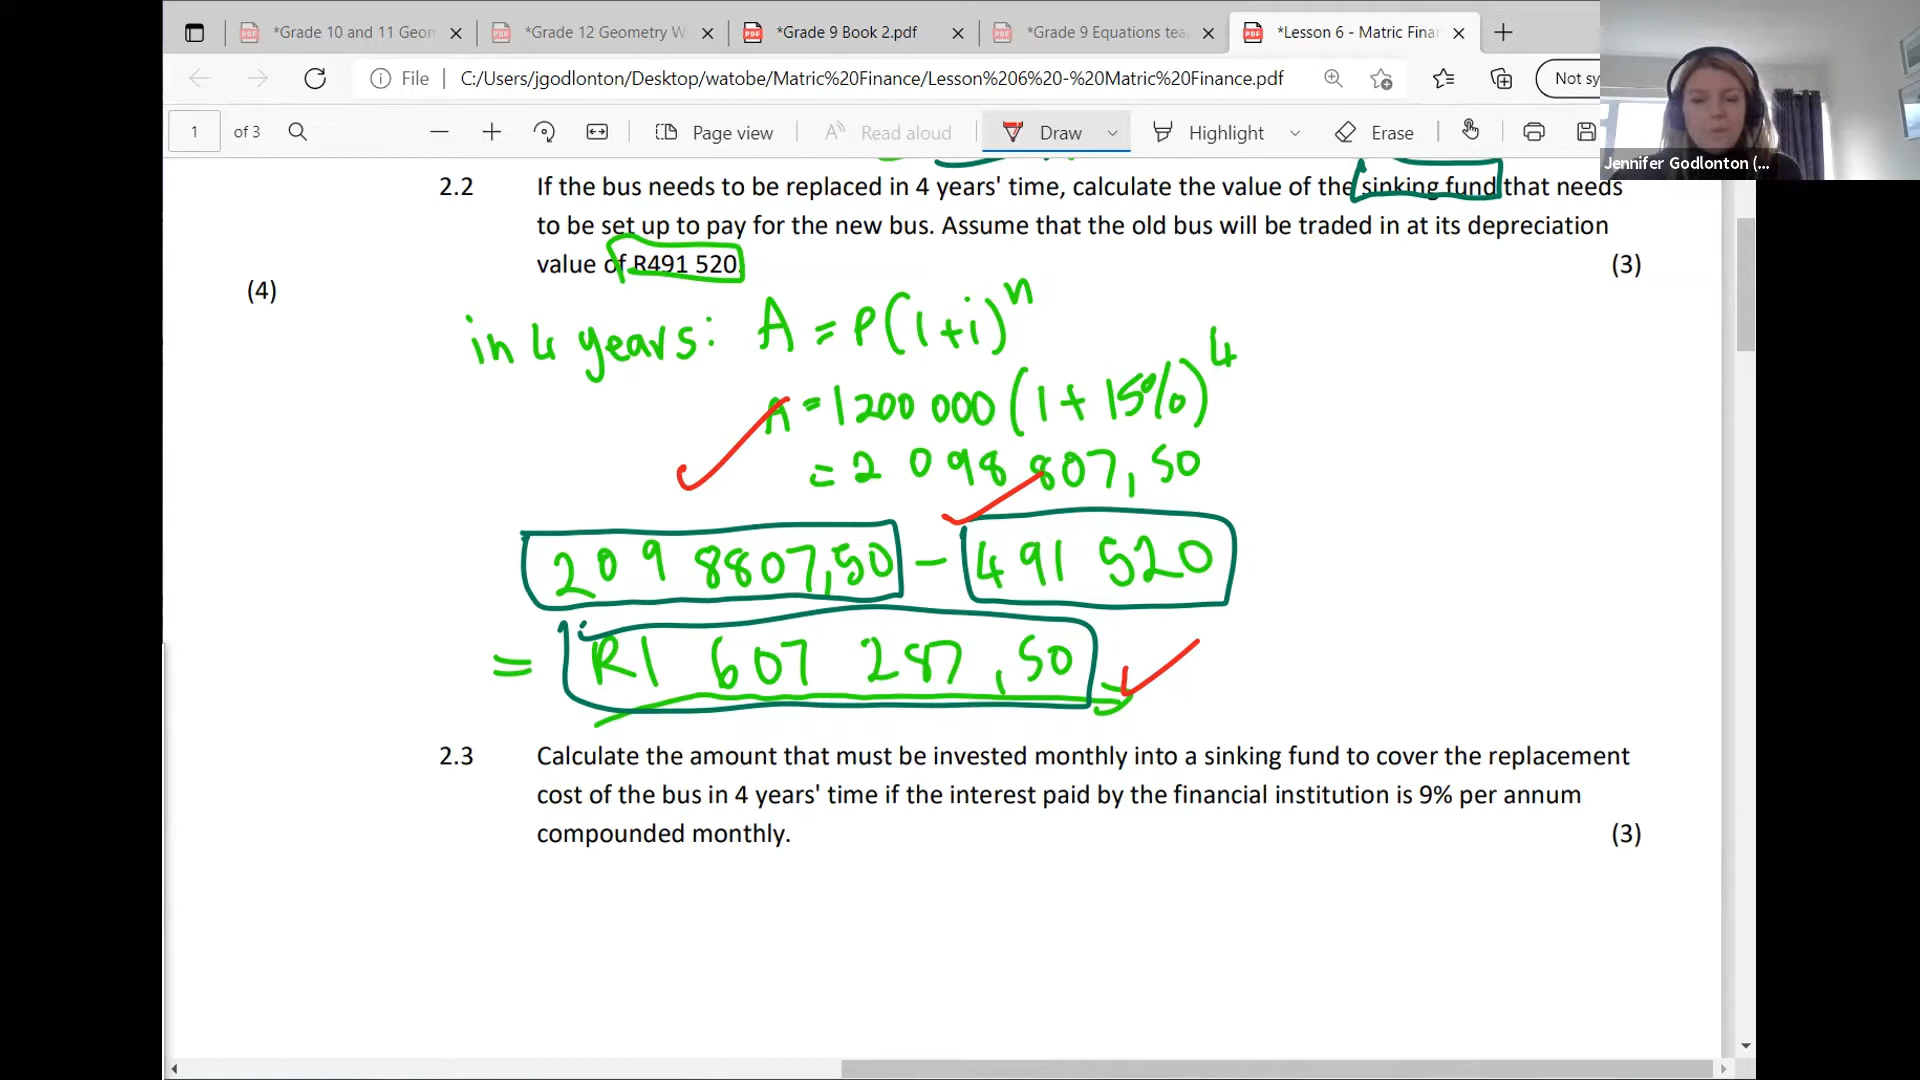 *Grade 10 and 11 Geom
*Grade 12 Geometry W
*Grade 9 Book 2.pdf
*Grade 9 Equations tea
*Lesson 6 - Matric Finan
File
C:/Users/jgodlonton/Desktop/watobe/Matric%20Finance/Lesson%206%20-%20Matric%20Finance.pdf
Not sy
1 of 3
Page view
Read aloud
Draw
Highlight
Erase
Jennifer Godlonton (...
2.2 If the bus needs to be replaced in 4 years' time, calculate the value of the sinking fund that needs
to be set up to pay for the new bus. Assume that the old bus will be traded in at its depreciation
value of R491 520. (3)
(4)
in 4 years: A = P(1+i)^n
A = 1 200 000 (1 + 15%)^4
= 2 098 807,50
209 8807,50 - 491 520
= R1 607 287,50
2.3 Calculate the amount that must be invested monthly into a sinking fund to cover the replacement
cost of the bus in 4 years' time if the interest paid by the financial institution is 9% per annum
compounded monthly. (3)